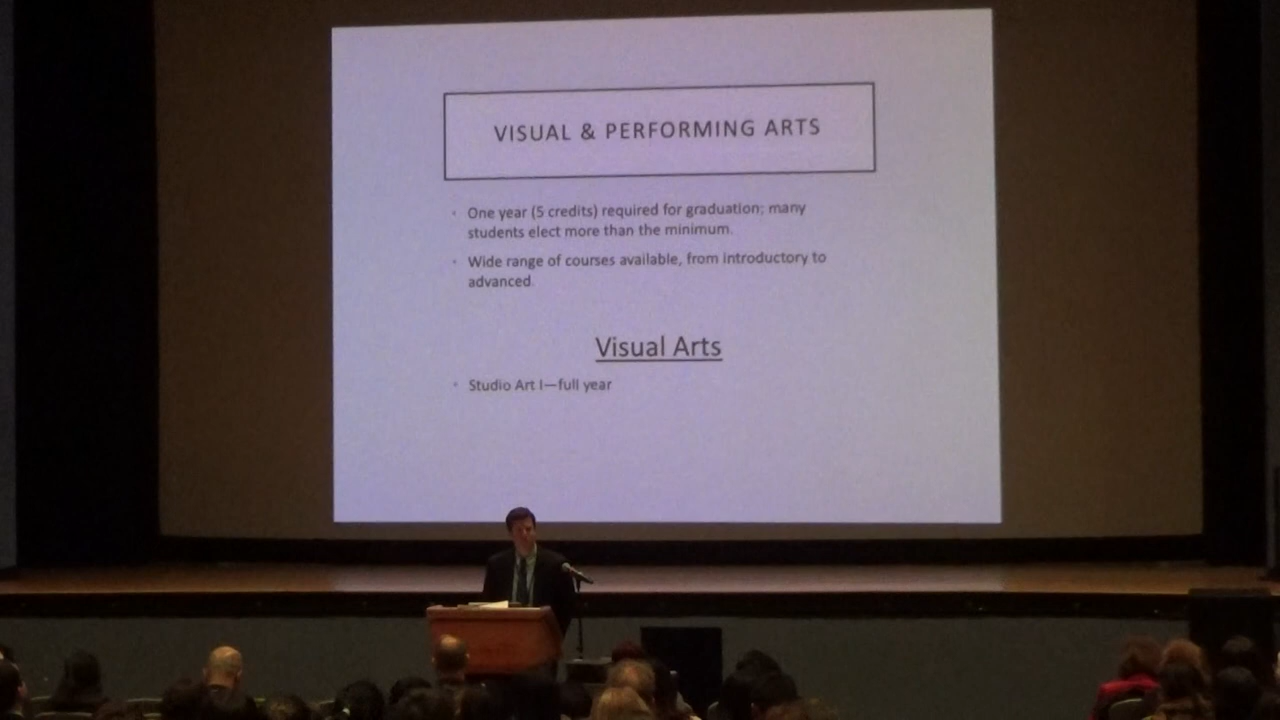 VISUAL & PERFORMING ARTS
• One year (5 credits) required for graduation; many
students elect more than the minimum.
• Wide range of courses available, from introductory to
advanced.
Visual Arts
• Studio Art I—full year